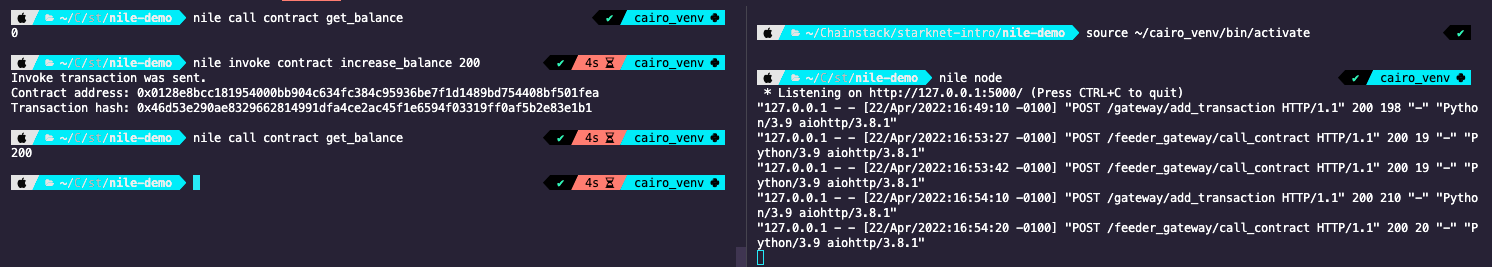 ~/C/st/nile-demo nile call contract get_balance ✔ cairo_venv
0
~/C/st/nile-demo nile invoke contract increase_balance 200 ✔ 4s cairo_venv
Invoke transaction was sent.
Contract address: 0x0128e8bcc181954000bb904c634fc384c95936be7f1d1489bd754408bf501fea
Transaction hash: 0x46d53e290ae8329662814991dfa4ce2ac45f1e6594f03319ff0af5b2e83e1b1
~/C/st/nile-demo nile call contract get_balance ✔ 4s cairo_venv
200
~/C/st/nile-demo ✔ 4s cairo_venv
~/Chainstack/starknet-intro/nile-demo source ~/cairo_venv/bin/activate ✔
~/C/st/nile-demo nile node ✔ cairo_venv
* Listening on http://127.0.0.1:5000/ (Press CTRL+C to quit)
"127.0.0.1 - - [22/Apr/2022:16:49:10 -0100] "POST /gateway/add_transaction HTTP/1.1" 200 198 "-" "Pytho
n/3.9 aiohttp/3.8.1"
"127.0.0.1 - - [22/Apr/2022:16:53:27 -0100] "POST /feeder_gateway/call_contract HTTP/1.1" 200 19 "-" "P
ython/3.9 aiohttp/3.8.1"
"127.0.0.1 - - [22/Apr/2022:16:53:42 -0100] "POST /feeder_gateway/call_contract HTTP/1.1" 200 19 "-" "P
ython/3.9 aiohttp/3.8.1"
"127.0.0.1 - - [22/Apr/2022:16:54:10 -0100] "POST /gateway/add_transaction HTTP/1.1" 200 210 "-" "Pytho
n/3.9 aiohttp/3.8.1"
"127.0.0.1 - - [22/Apr/2022:16:54:20 -0100] "POST /feeder_gateway/call_contract HTTP/1.1" 200 20 "-" "P
ython/3.9 aiohttp/3.8.1"